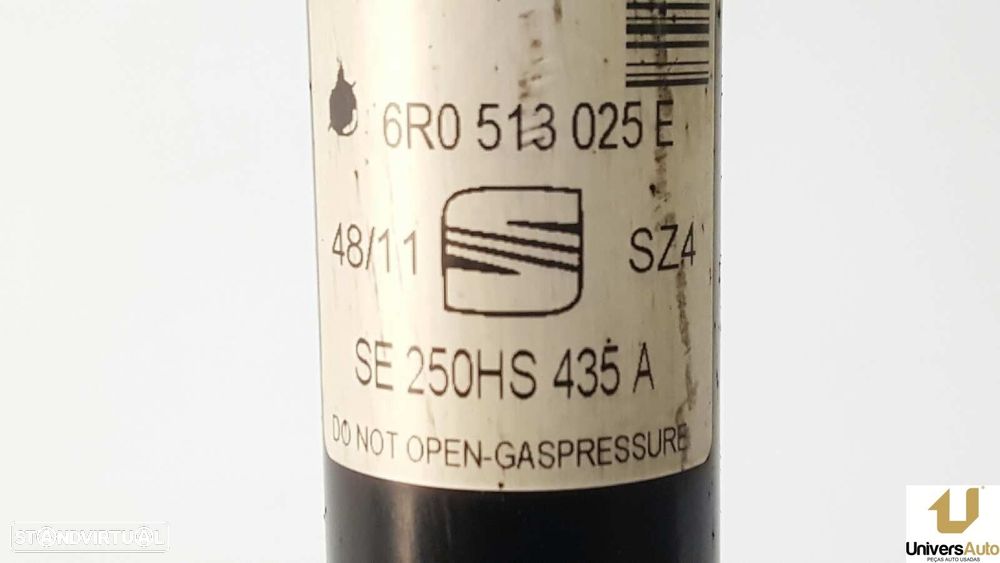 6R0 513 025 E
48/11
SZ4
SE 250HS 435 A
DO NOT OPEN-GASPRESSURE
STANDVIRTUAL
UniversAuto
PEÇAS AUTO USADAS